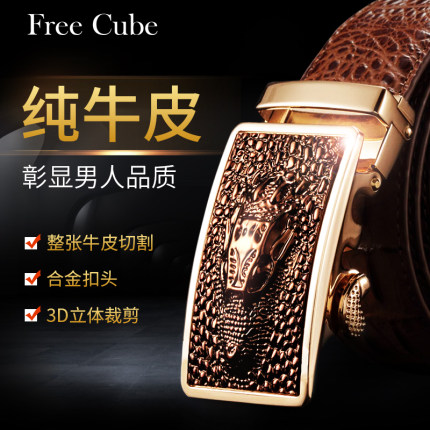 Free Cube
纯牛皮
彰显男人品质
整张牛皮切割
合金扣头
3D立体裁剪